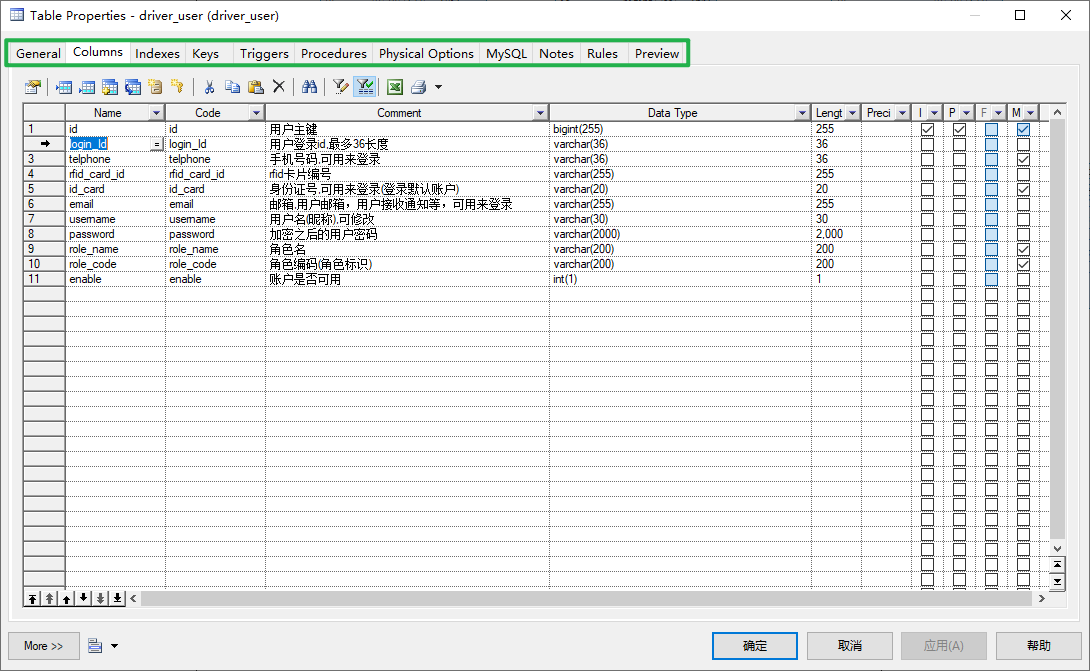 Table Properties - driver_user (driver_user)
General Columns Indexes Keys Triggers Procedures Physical Options MySQL Notes Rules Preview
Name Code Comment Data Type Lengt Preci I P F M
1 id id 用户主键 bigint(255) 255
login_Id = login_Id 用户登录id,最多36长度 varchar(36) 36
3 telphone telphone 手机号码,可用来登录 varchar(36) 36
4 rfid_card_id rfid_card_id rfid卡片编号 varchar(255) 255
5 id_card id_card 身份证号,可用来登录(登录默认账户) varchar(20) 20
6 email email 邮箱,用户邮箱，用户接收通知等，可用来登录 varchar(255) 255
7 username username 用户名(昵称),可修改 varchar(30) 30
8 password password 加密之后的用户密码 varchar(2000) 2,000
9 role_name role_name 角色名 varchar(200) 200
10 role_code role_code 角色编码(角色标识) varchar(200) 200
11 enable enable 账户是否可用 int(1) 1
More >> 确定 取消 应用(A) 帮助